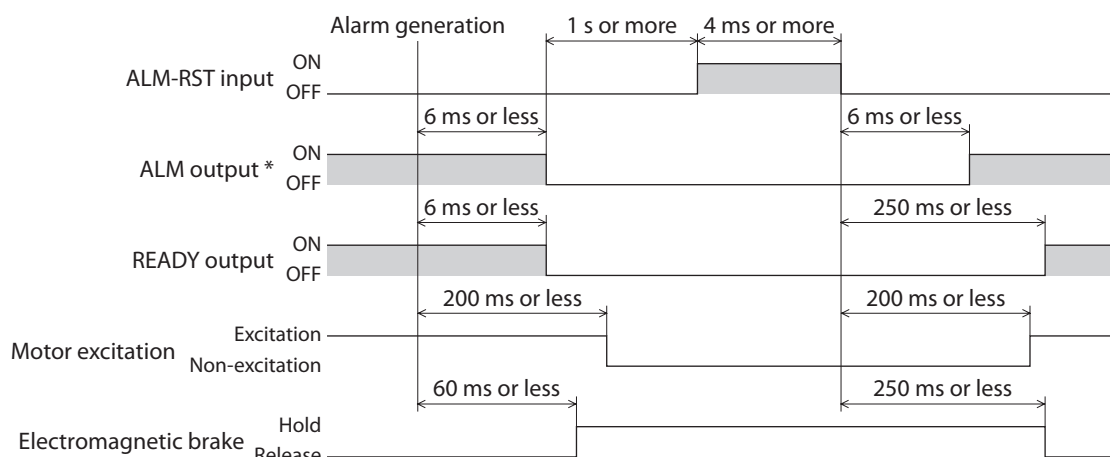 Alarm generation
1 s or more
4 ms or more
ALM-RST input
ON
OFF
6 ms or less
6 ms or less
ALM output *
ON
OFF
6 ms or less
250 ms or less
READY output
ON
OFF
200 ms or less
200 ms or less
Motor excitation
Excitation
Non-excitation
60 ms or less
250 ms or less
Electromagnetic brake
Hold
Release